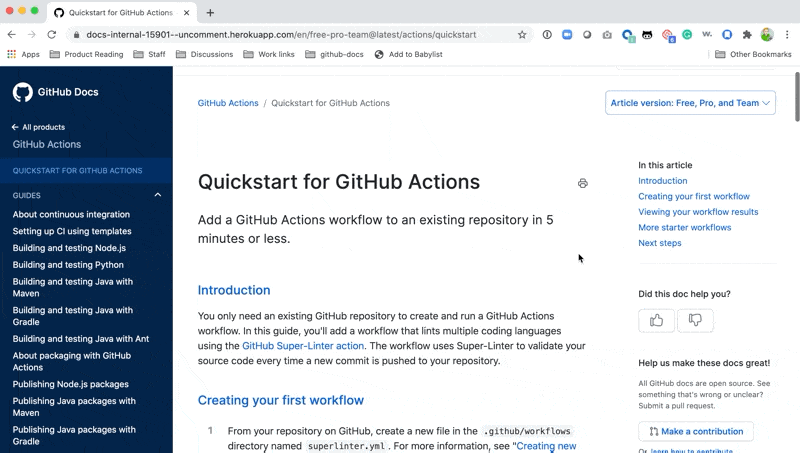 Quickstart for GitHub Actions
docs-internal-15901--uncomment.herokuapp.com/en/free-pro-team@latest/actions/quickstart
Apps
Product Reading
Staff
Discussions
Work links
github-docs
Add to Babylist
Other Bookmarks
GitHub Docs
All products
GitHub Actions
QUICKSTART FOR GITHUB ACTIONS
GUIDES
About continuous integration
Setting up CI using templates
Building and testing Node.js
Building and testing Python
Building and testing Java with
Maven
Building and testing Java with
Gradle
Building and testing Java with Ant
About packaging with GitHub
Actions
Publishing Node.js packages
Publishing Java packages with
Maven
Publishing Java packages with
Gradle
GitHub Actions / Quickstart for GitHub Actions
Article version: Free, Pro, and Team
Quickstart for GitHub Actions
Add a GitHub Actions workflow to an existing repository in 5
minutes or less.
Introduction
You only need an existing GitHub repository to create and run a GitHub Actions
workflow. In this guide, you'll add a workflow that lints multiple coding languages
using the GitHub Super-Linter action. The workflow uses Super-Linter to validate your
source code every time a new commit is pushed to your repository.
Creating your first workflow
1 From your repository on GitHub, create a new file in the .github/workflows
directory named superlinter.yml . For more information, see "Creating new
In this article
Introduction
Creating your first workflow
Viewing your workflow results
More starter workflows
Next steps
Did this doc help you?
Help us make these docs great!
All GitHub docs are open source. See
something that's wrong or unclear?
Submit a pull request.
Make a contribution
Or, learn how to contribute